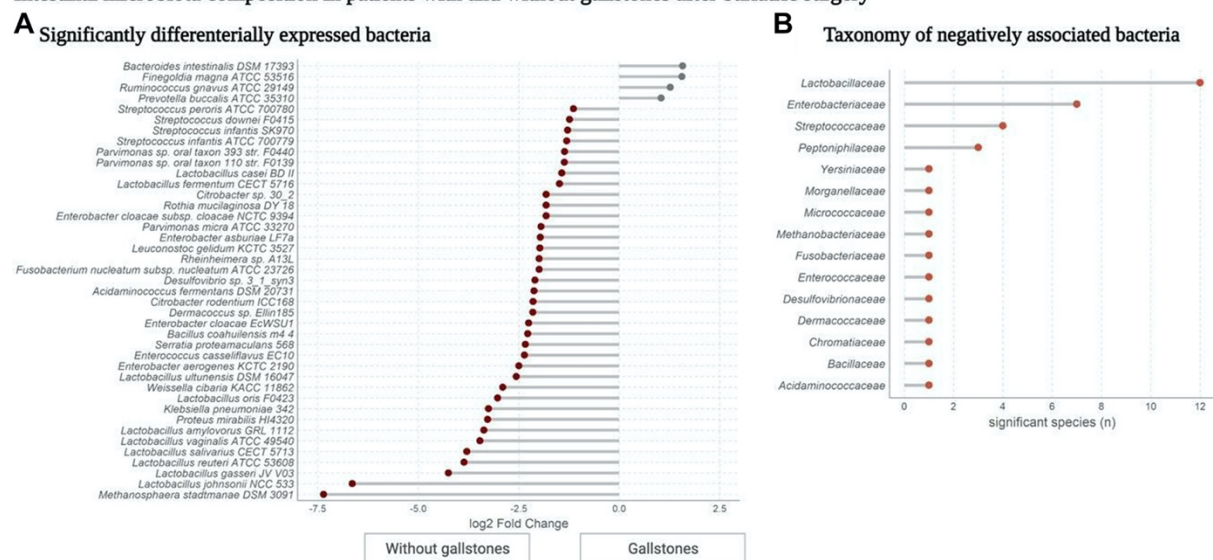 A Significantly differenterially expressed bacteria
Bacteroides intestinalis DSM 17393
Finegoldia magna ATCC 53516
Ruminococcus gnavus ATCC 29149
Prevotella buccalis ATCC 35310
Streptococcus peroris ATCC 700780
Streptococcus downei F0415
Streptococcus infantis SK970
Streptococcus infantis ATCC 700779
Parvimonas sp. oral taxon 393 str. F0440
Parvimonas sp. oral taxon 110 str. F0139
Lactobacillus casei BD II
Lactobacillus fermentum CECT 5716
Citrobacter sp. 30_2
Rothia mucilaginosa DY 18
Enterobacter cloacae subsp. cloacae NCTC 9394
Parvimonas micra ATCC 33270
Enterobacter asburiae LF7a
Leuconostoc gelidum KCTC 3527
Rheinheimera sp. A13L
Fusobacterium nucleatum subsp. nucleatum ATCC 23726
Desulfovibrio sp. 3_1_syn3
Acidaminococcus fermentans DSM 20731
Citrobacter rodentium ICC168
Dermacoccus sp. Ellin185
Enterobacter cloacae EcWSU1
Bacillus coahuilensis m4 4
Serratia proteamaculans 568
Enterococcus casseliflavus EC10
Enterobacter aerogenes KCTC 2190
Lactobacillus ultunensis DSM 16047
Weissella cibaria KACC 11862
Lactobacillus oris F0423
Klebsiella pneumoniae 342
Proteus mirabilis HI4320
Lactobacillus amylovorus GRL 1112
Lactobacillus vaginalis ATCC 49540
Lactobacillus salivarius CECT 5713
Lactobacillus reuteri ATCC 53608
Lactobacillus gasseri JV V03
Lactobacillus johnsonii NCC 533
Methanosphaera stadtmanae DSM 3091
-7.5 -5.0 -2.5 0.0 2.5
log2 Fold Change
Without gallstones Gallstones
B Taxonomy of negatively associated bacteria
Lactobacillaceae
Enterobacteriaceae
Streptococcaceae
Peptoniphilaceae
Yersiniaceae
Morganellaceae
Micrococcaceae
Methanobacteriaceae
Fusobacteriaceae
Enterococcaceae
Desulfovibrionaceae
Dermacoccaceae
Chromatiaceae
Bacillaceae
Acidaminococcaceae
0 2 4 6 8 10 12
significant species (n)